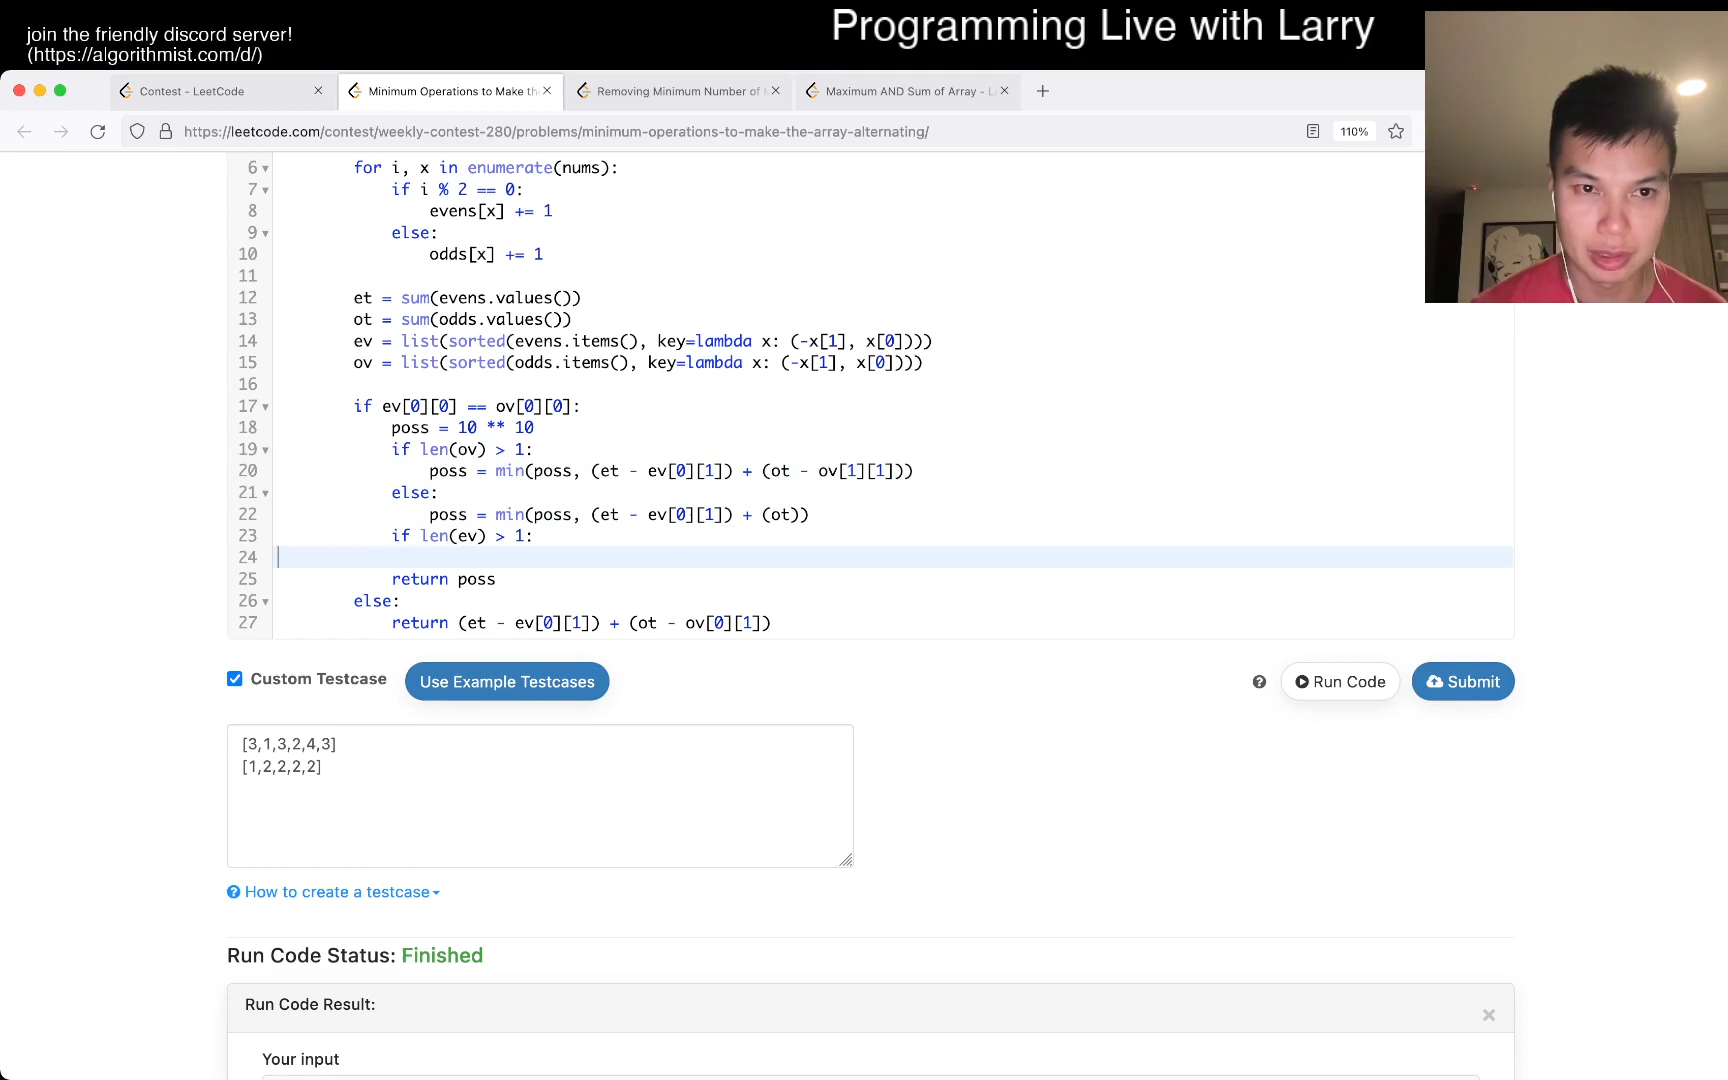 join the friendly discord server!
(https://algorithmist.com/d/)
Programming Live with Larry
Contest - LeetCode
Minimum Operations to Make th
Removing Minimum Number of
Maximum AND Sum of Array - L
https://leetcode.com/contest/weekly-contest-280/problems/minimum-operations-to-make-the-array-alternating/
110%
6 for i, x in enumerate(nums):
7 if i % 2 == 0:
8 evens[x] += 1
9 else:
10 odds[x] += 1
11
12 et = sum(evens.values())
13 ot = sum(odds.values())
14 ev = list(sorted(evens.items(), key=lambda x: (-x[1], x[0])))
15 ov = list(sorted(odds.items(), key=lambda x: (-x[1], x[0])))
16
17 if ev[0][0] == ov[0][0]:
18 poss = 10 ** 10
19 if len(ov) > 1:
20 poss = min(poss, (et - ev[0][1]) + (ot - ov[1][1]))
21 else:
22 poss = min(poss, (et - ev[0][1]) + (ot))
23 if len(ev) > 1:
24
25 return poss
26 else:
27 return (et - ev[0][1]) + (ot - ov[0][1])
Custom Testcase
Use Example Testcases
Run Code
Submit
[3,1,3,2,4,3]
[1,2,2,2,2]
How to create a testcase
Run Code Status: Finished
Run Code Result:
Your input